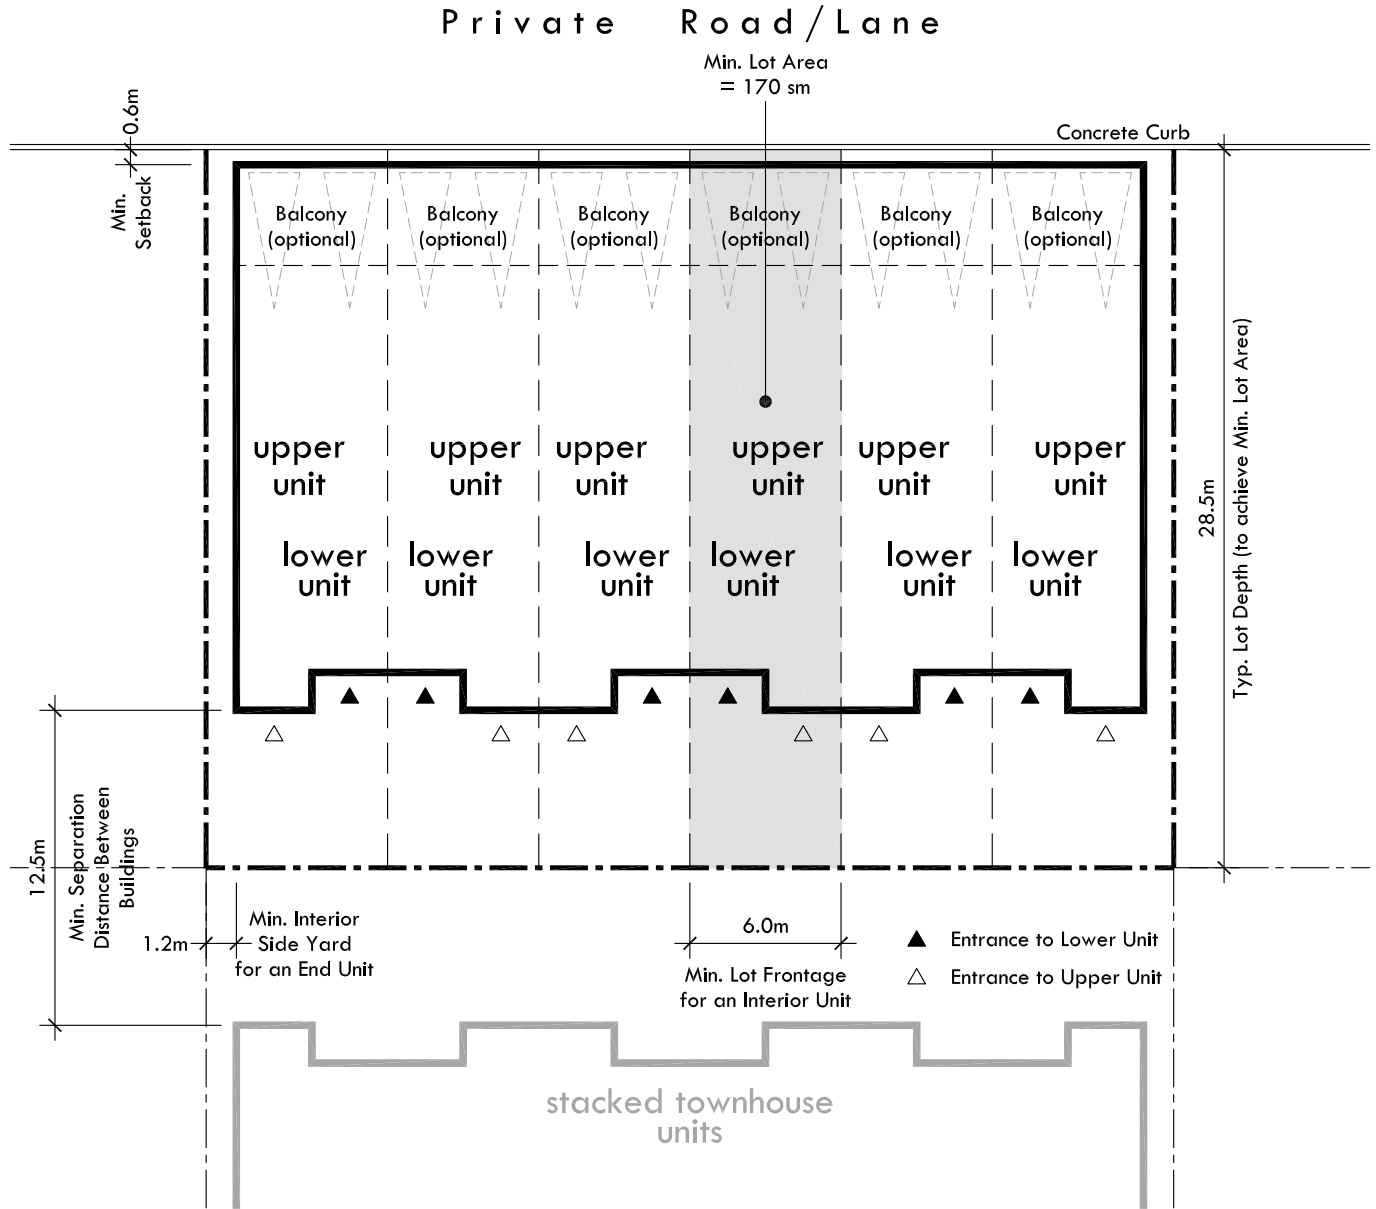 Private Road/Lane
Min. Lot Area
= 170 sm
0.6m
Concrete Curb
Min.
Setback
Balcony
(optional)
Balcony
(optional)
Balcony
(optional)
Balcony
(optional)
Balcony
(optional)
Balcony
(optional)
upper
unit
upper
unit
upper
unit
upper
unit
upper
unit
upper
unit
lower
unit
lower
unit
lower
unit
lower
unit
lower
unit
lower
unit
28.5m
Typ. Lot Depth (to achieve Min. Lot Area)
12.5m
Min. Separation
Distance Between
Buildings
1.2m
Min. Interior
Side Yard
for an End Unit
6.0m
Min. Lot Frontage
for an Interior Unit
Entrance to Lower Unit
Entrance to Upper Unit
stacked townhouse
units